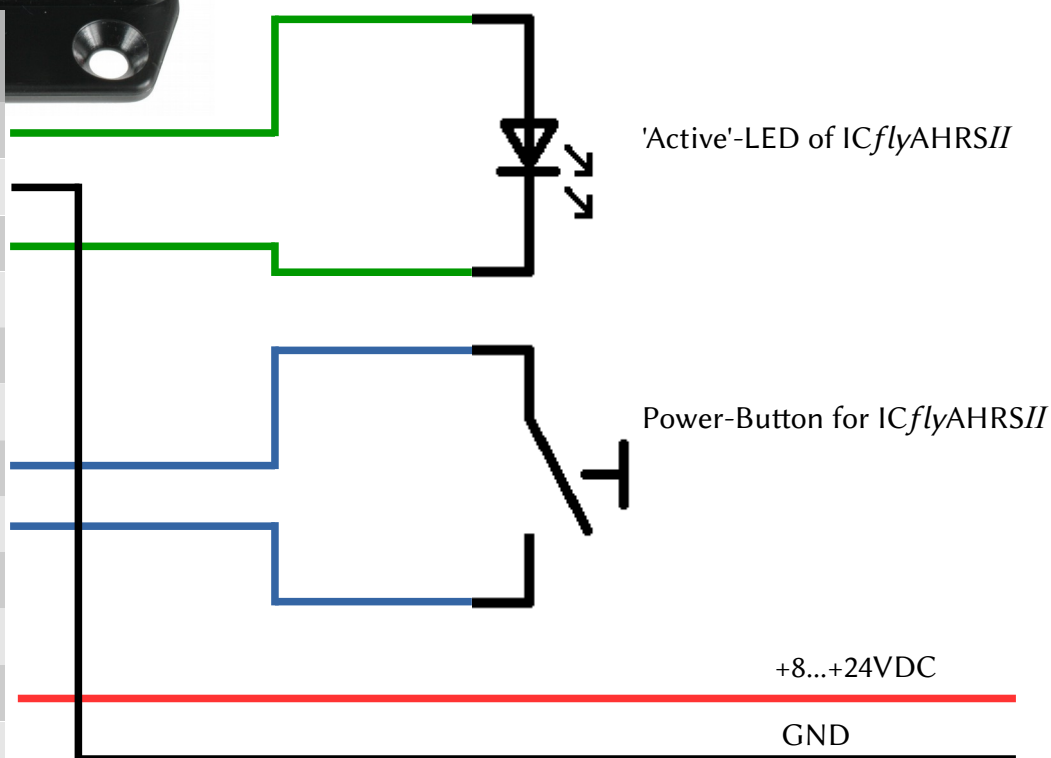 'Active'-LED of ICflyAHRSII
Power-Button for ICflyAHRSII
+8...+24VDC
GND